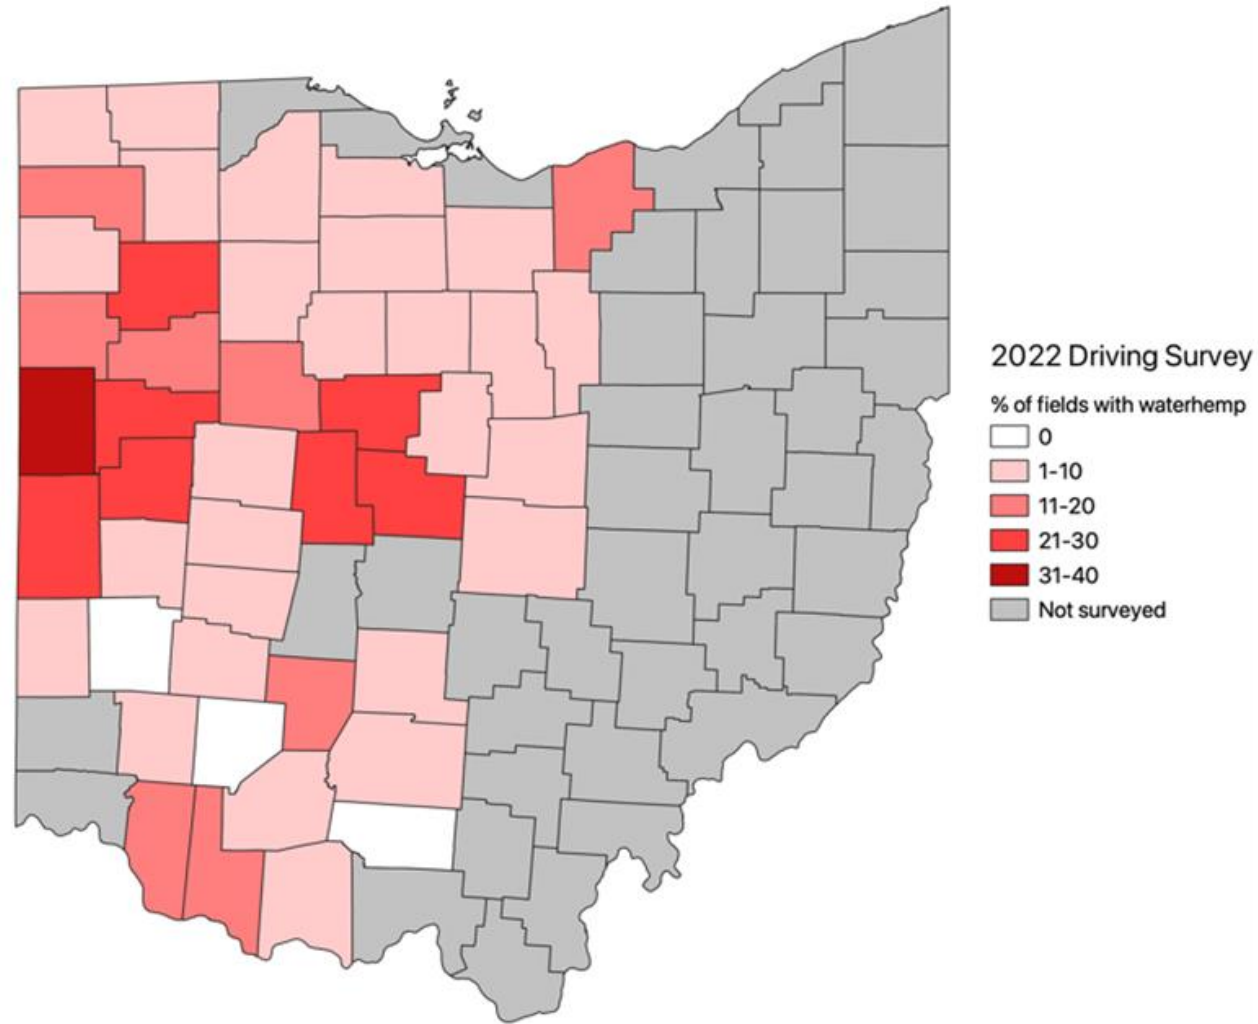 2022 Driving Survey
% of fields with waterhemp
0
1-10
11-20
21-30
31-40
Not surveyed